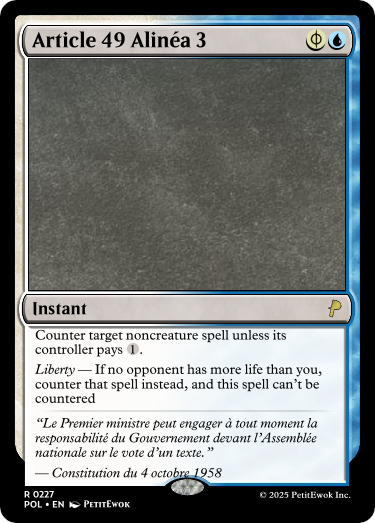 Article 49 Alinéa 3
Instant
Counter target noncreature spell unless its
controller pays 1.
Liberty — If no opponent has more life than you,
counter that spell instead, and this spell can't be
countered
“Le Premier ministre peut engager à tout moment la
responsabilité du Gouvernement devant l'Assemblée
nationale sur le vote d'un texte.”
— Constitution du 4 octobre 1958
R 0227
POL • EN PetitEwok
© 2025 PetitEwok Inc.